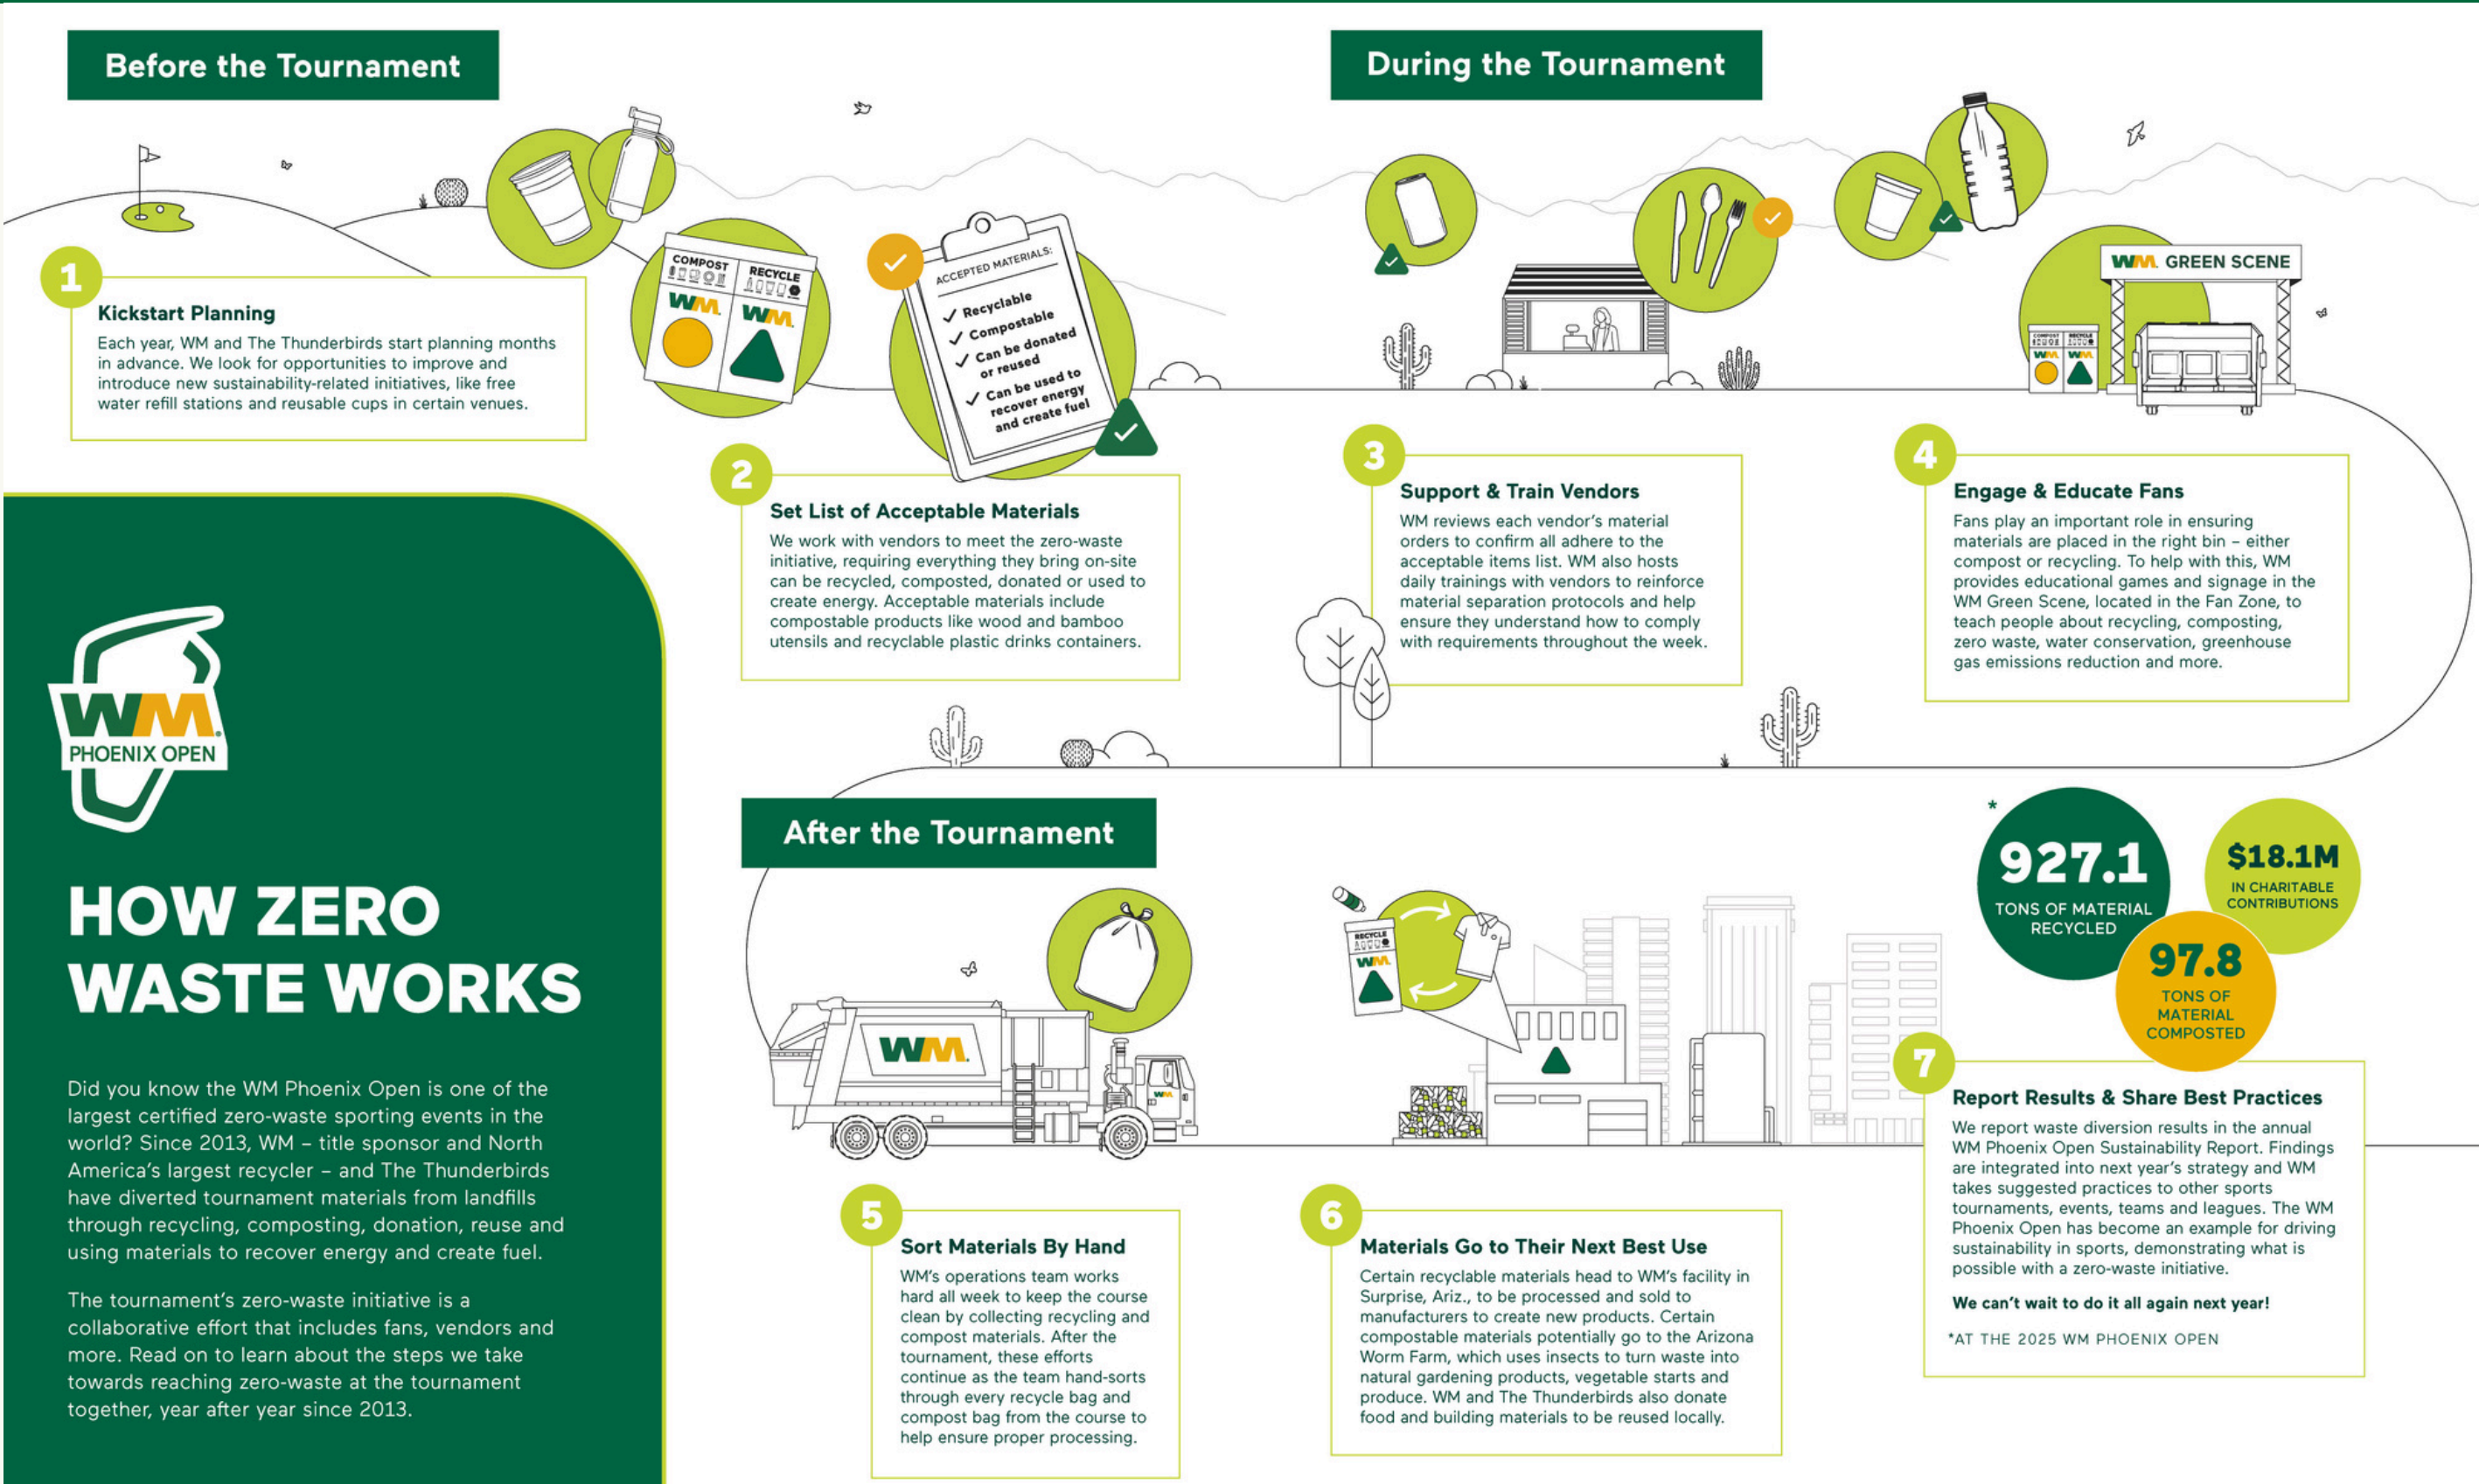 Before the Tournament
1
Kickstart Planning
Each year, WM and The Thunderbirds start planning months
in advance. We look for opportunities to improve and
introduce new sustainability-related initiatives, like free
water refill stations and reusable cups in certain venues.
COMPOST
RECYCLE
WM
WM
ACCEPTED MATERIALS:
Recyclable
Compostable
Can be donated
or reused
Can be used to
recover energy
and create fuel
2
Set List of Acceptable Materials
We work with vendors to meet the zero-waste
initiative, requiring everything they bring on-site
can be recycled, composted, donated or used to
create energy. Acceptable materials include
compostable products like wood and bamboo
utensils and recyclable plastic drinks containers.
During the Tournament
3
Support & Train Vendors
WM reviews each vendor's material
orders to confirm all adhere to the
acceptable items list. WM also hosts
daily trainings with vendors to reinforce
material separation protocols and help
ensure they understand how to comply
with requirements throughout the week.
WM GREEN SCENE
COMPOST
RECYCLE
WM
WM
4
Engage & Educate Fans
Fans play an important role in ensuring
materials are placed in the right bin – either
compost or recycling. To help with this, WM
provides educational games and signage in the
WM Green Scene, located in the Fan Zone, to
teach people about recycling, composting,
zero waste, water conservation, greenhouse
gas emissions reduction and more.
WM
PHOENIX OPEN
HOW ZERO
WASTE WORKS
Did you know the WM Phoenix Open is one of the
largest certified zero-waste sporting events in the
world? Since 2013, WM – title sponsor and North
America's largest recycler – and The Thunderbirds
have diverted tournament materials from landfills
through recycling, composting, donation, reuse and
using materials to recover energy and create fuel.
The tournament's zero-waste initiative is a
collaborative effort that includes fans, vendors and
more. Read on to learn about the steps we take
towards reaching zero-waste at the tournament
together, year after year since 2013.
After the Tournament
WM
WM
5
Sort Materials By Hand
WM's operations team works
hard all week to keep the course
clean by collecting recycling and
compost materials. After the
tournament, these efforts
continue as the team hand-sorts
through every recycle bag and
compost bag from the course to
help ensure proper processing.
RECYCLE
WM
6
Materials Go to Their Next Best Use
Certain recyclable materials head to WM's facility in
Surprise, Ariz., to be processed and sold to
manufacturers to create new products. Certain
compostable materials potentially go to the Arizona
Worm Farm, which uses insects to turn waste into
natural gardening products, vegetable starts and
produce. WM and The Thunderbirds also donate
food and building materials to be reused locally.
*
927.1
TONS OF MATERIAL
RECYCLED
$18.1M
IN CHARITABLE
CONTRIBUTIONS
97.8
TONS OF
MATERIAL
COMPOSTED
7
Report Results & Share Best Practices
We report waste diversion results in the annual
WM Phoenix Open Sustainability Report. Findings
are integrated into next year's strategy and WM
takes suggested practices to other sports
tournaments, events, teams and leagues. The WM
Phoenix Open has become an example for driving
sustainability in sports, demonstrating what is
possible with a zero-waste initiative.
We can't wait to do it all again next year!
*AT THE 2025 WM PHOENIX OPEN